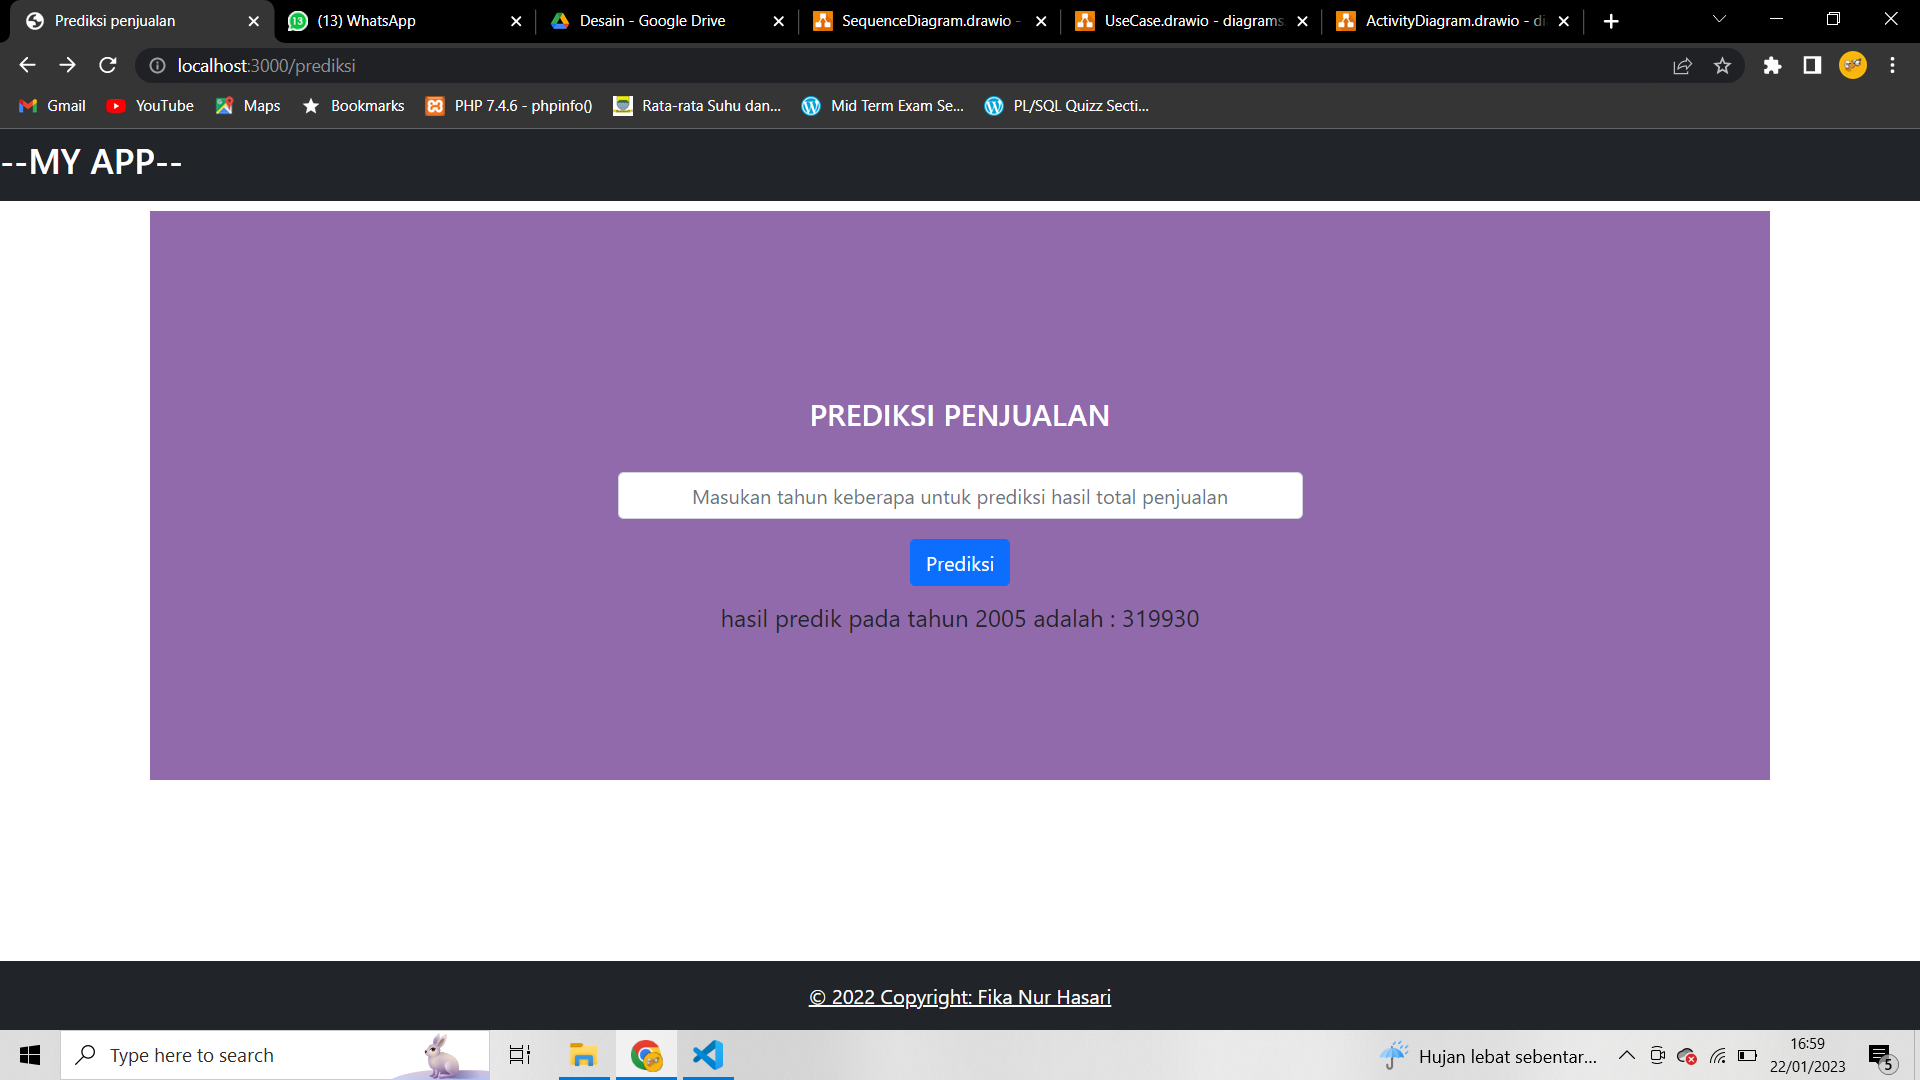 Prediksi penjualan
(13) WhatsApp
Desain - Google Drive
SequenceDiagram.drawio -
UseCase.drawio - diagrams
ActivityDiagram.drawio - di
localhost:3000/prediksi
Gmail
YouTube
Maps
Bookmarks
PHP 7.4.6 - phpinfo()
Rata-rata Suhu dan...
Mid Term Exam Se...
PL/SQL Quizz Secti...
--MY APP--
PREDIKSI PENJUALAN
Masukan tahun keberapa untuk prediksi hasil total penjualan
Prediksi
hasil predik pada tahun 2005 adalah : 319930
© 2022 Copyright: Fika Nur Hasari
Type here to search
Hujan lebat sebentar...
16:59
22/01/2023
5